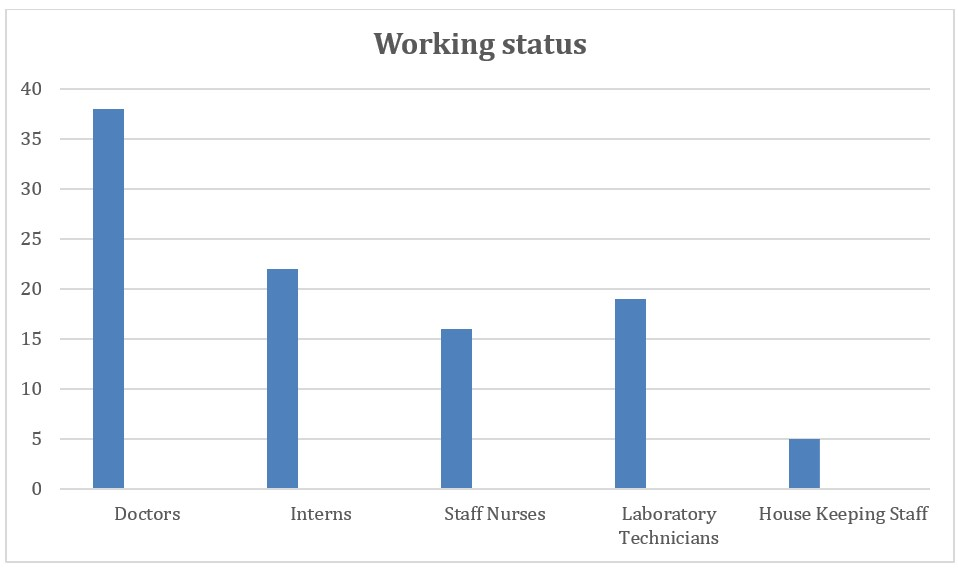 Working status
40
35
30
25
20
15
10
5
0
Doctors
Interns
Staff Nurses
Laboratory
Technicians
House Keeping Staff